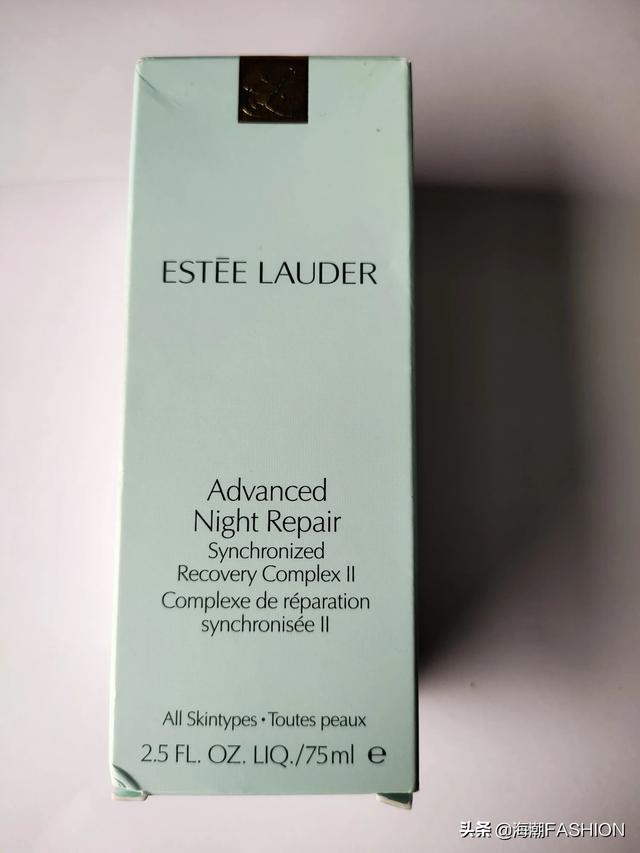 ESTĒE LAUDER
Advanced
Night Repair
Synchronized
Recovery Complex II
Complexe de réparation
synchronisée II
All Skintypes • Toutes peaux
2.5 FL. OZ. LIQ./75ml ℮
头条 @海潮FASHION